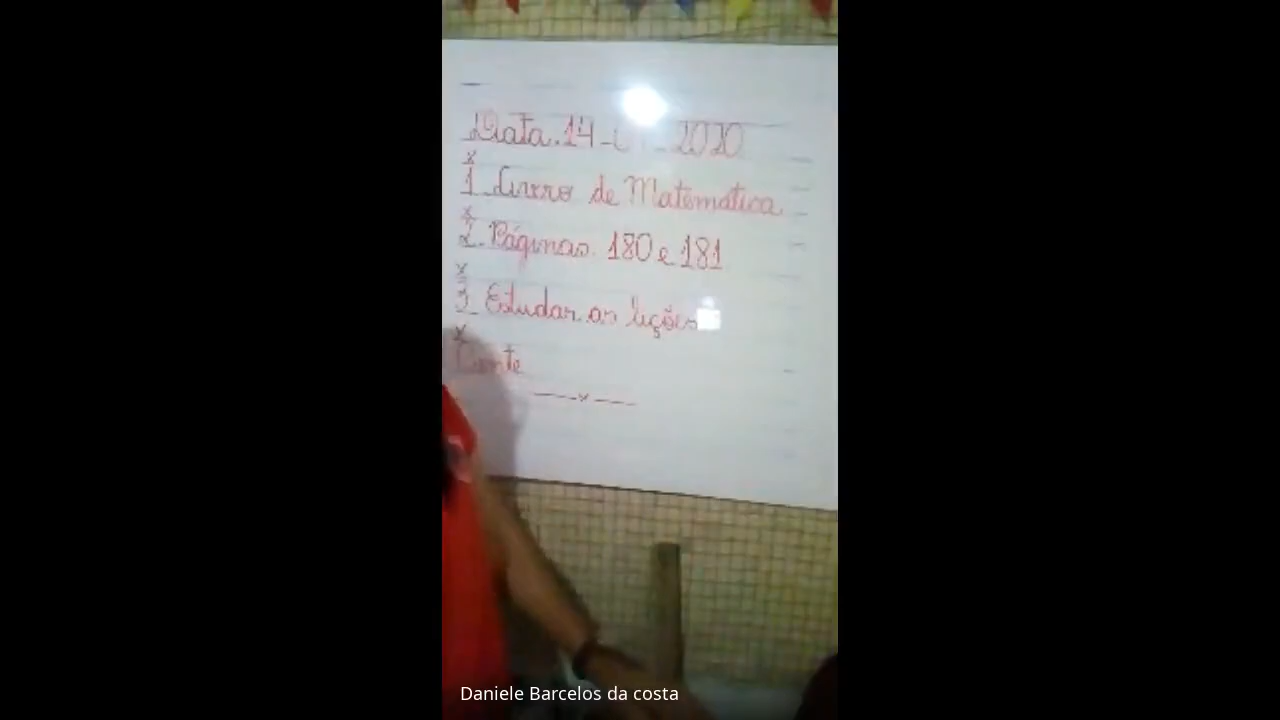 Data. 14 - 2020
x
1 Livro de Matemática
x
2. Páginas. 180 e 181
x
3 Estudar as lições
x
x
Daniele Barcelos da costa